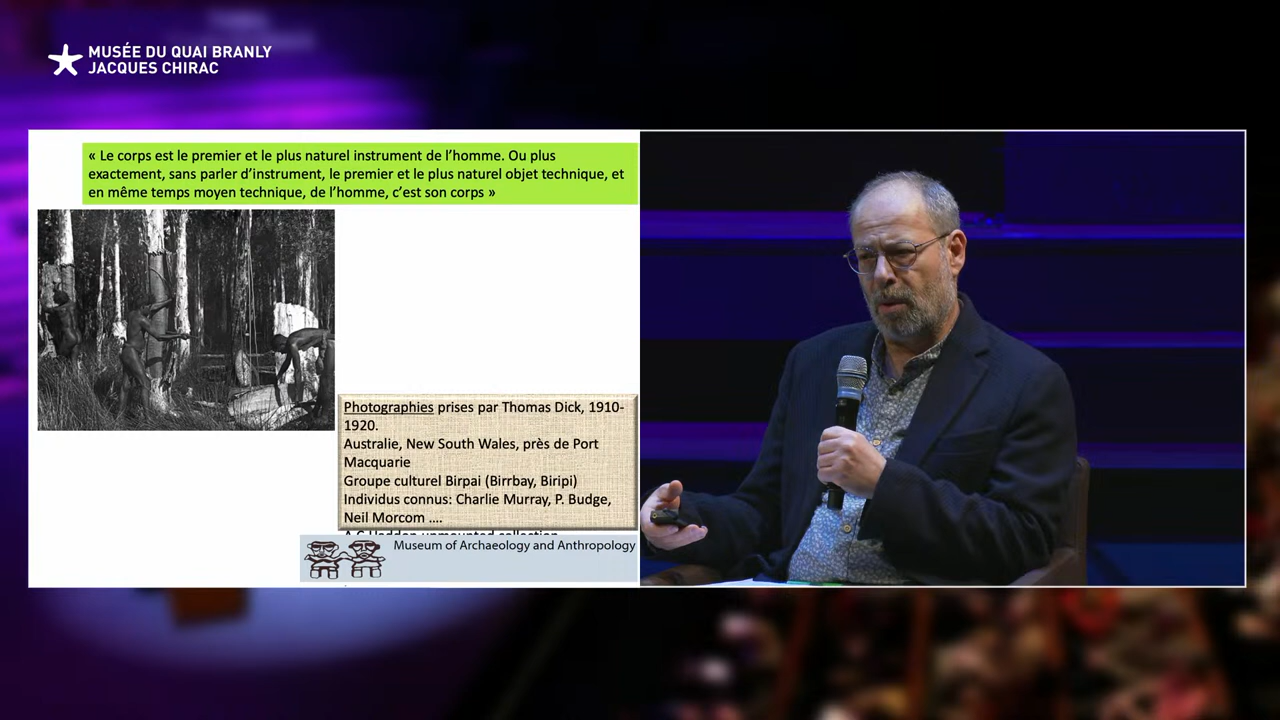 MUSÉE DU QUAI BRANLY
JACQUES CHIRAC
« Le corps est le premier et le plus naturel instrument de l’homme. Ou plus
exactement, sans parler d’instrument, le premier et le plus naturel objet technique, et
en même temps moyen technique, de l’homme, c’est son corps »
Photographies prises par Thomas Dick, 1910-
1920.
Australie, New South Wales, près de Port
Macquarie
Groupe culturel Birpai (Birrbay, Biripi)
Individus connus: Charlie Murray, P. Budge,
Neil Morcom ....
Museum of Archaeology and Anthropology